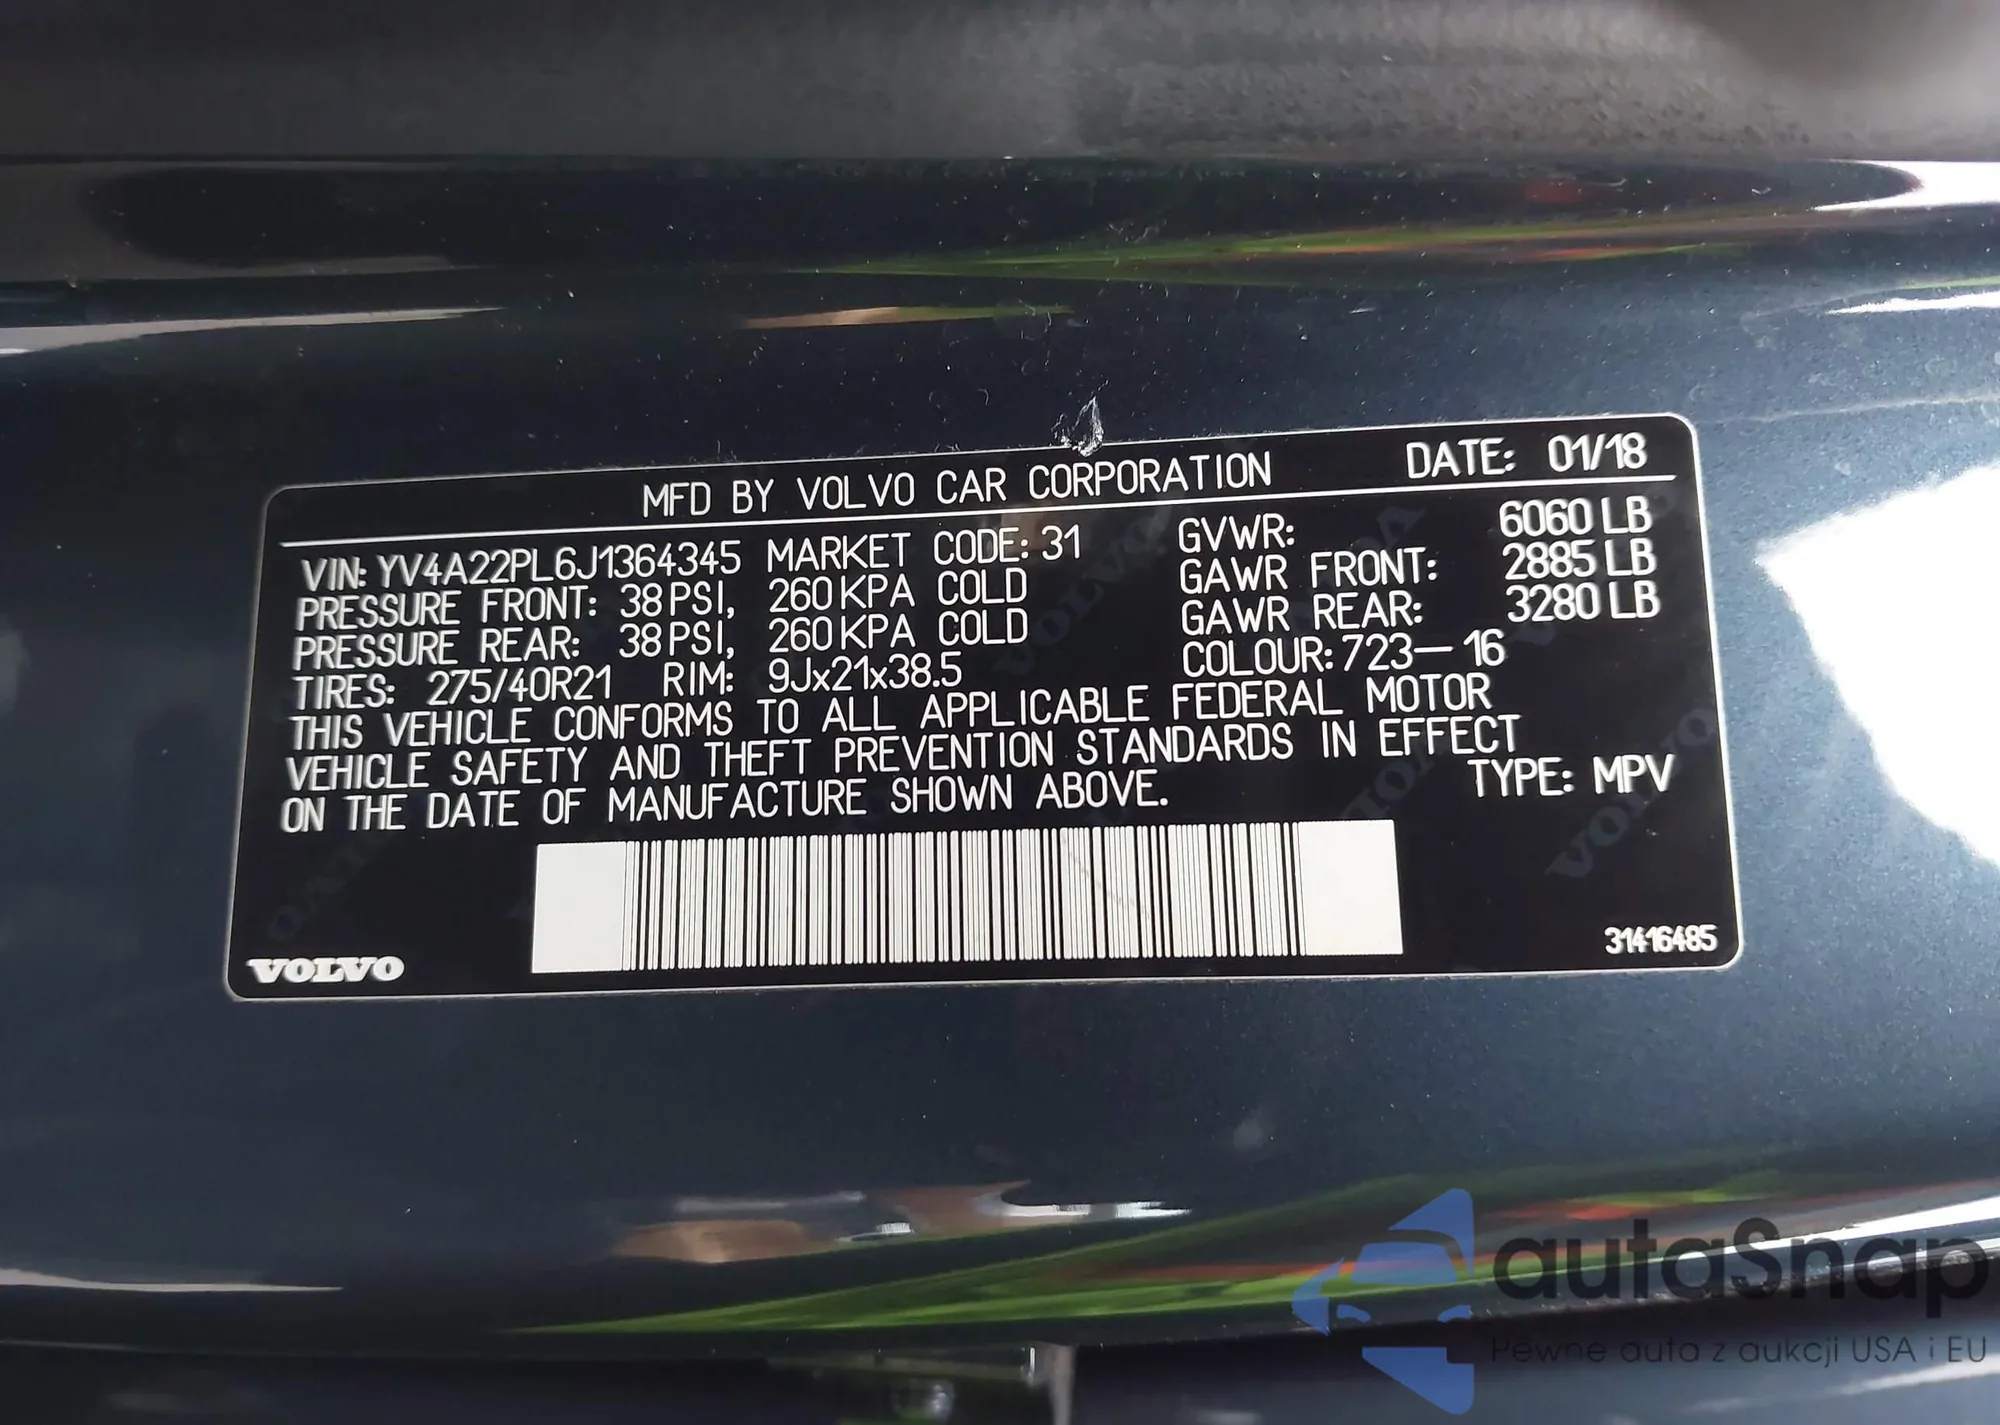 MFD BY VOLVO CAR CORPORATION DATE: 01/18
VIN: YV4A22PL6J1364345 MARKET CODE: 31 GVWR: 6060 LB
PRESSURE FRONT: 38 PSI, 260 KPA COLD GAWR FRONT: 2885 LB
PRESSURE REAR: 38 PSI, 260 KPA COLD GAWR REAR: 3280 LB
TIRES: 275/40R21 RIM: 9Jx21x38.5 COLOUR: 723-16
THIS VEHICLE CONFORMS TO ALL APPLICABLE FEDERAL MOTOR
VEHICLE SAFETY AND THEFT PREVENTION STANDARDS IN EFFECT
ON THE DATE OF MANUFACTURE SHOWN ABOVE. TYPE: MPV
VOLVO 31416485
autaSnap
Pewne auta z aukcji USA i EU